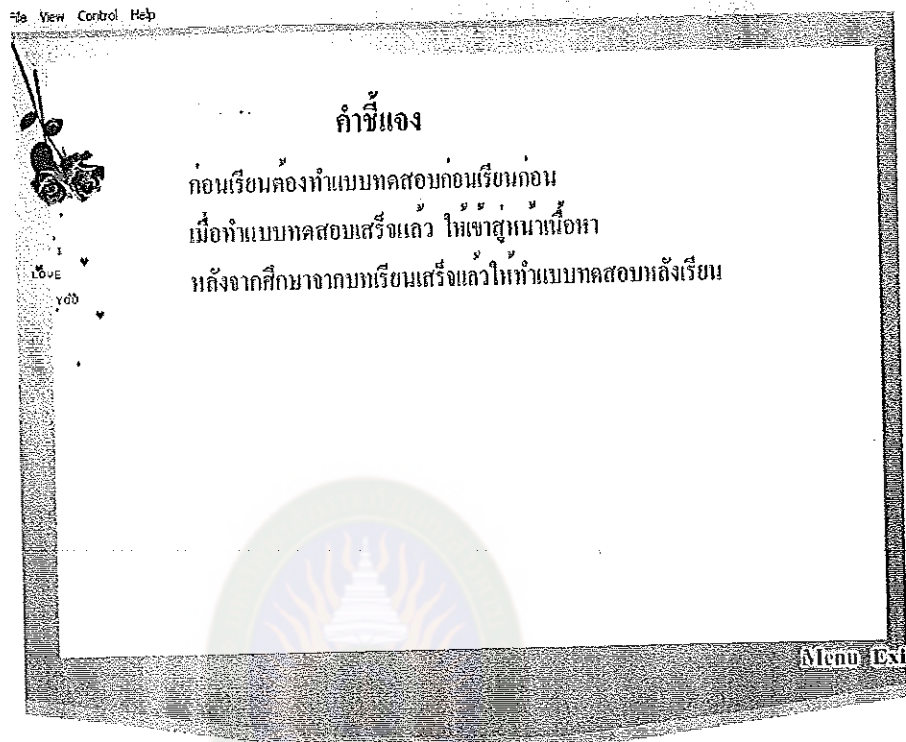 File View Control Help
คำชี้แจง
ก่อนเรียนต้องทำแบบทดสอบก่อนเรียนก่อน
เมื่อทำแบบทดสอบเสร็จแล้ว ให้เข้าสู่หน้าเนื้อหา
หลังจากศึกษาจากบทเรียนเสร็จแล้วให้ทำแบบทดสอบหลังเรียน
I
LOVE
YOU
Menu Exi